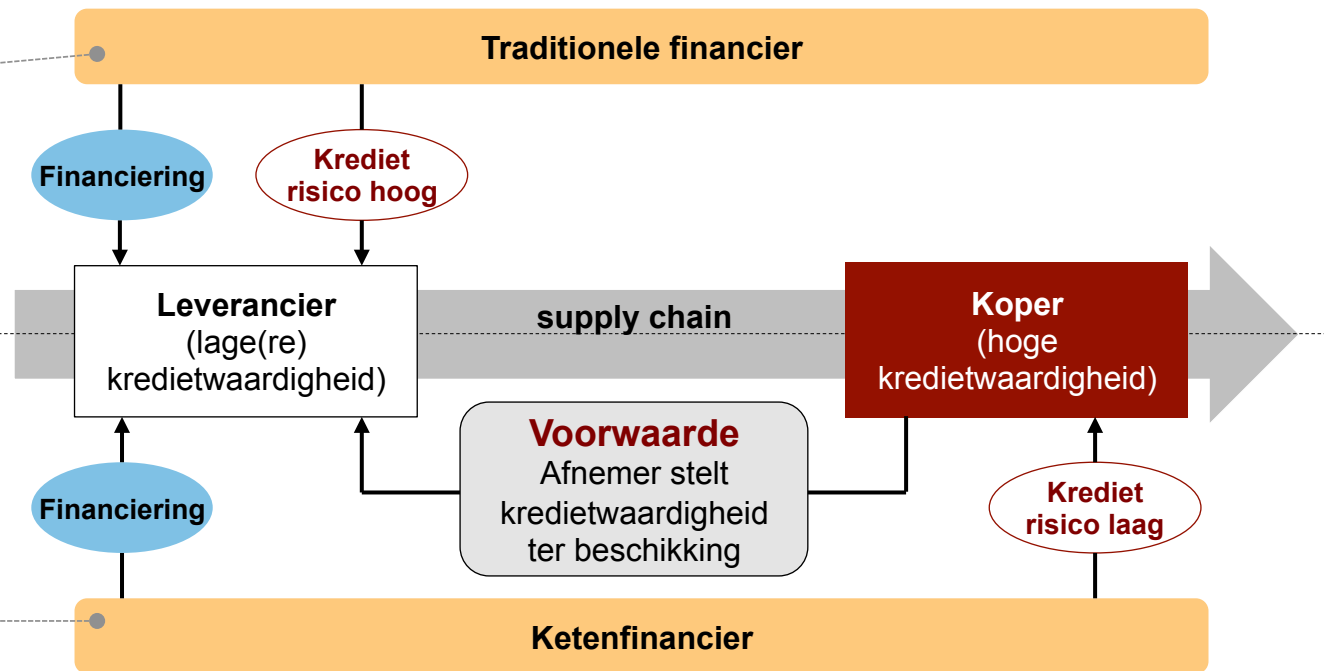 Traditionele financier
Financiering
Krediet
risico hoog
Leverancier
(lage(re)
kredietwaardigheid)
supply chain
Koper
(hoge
kredietwaardigheid)
Voorwaarde
Afnemer stelt
kredietwaardigheid
ter beschikking
Financiering
Krediet
risico laag
Ketenfinancier